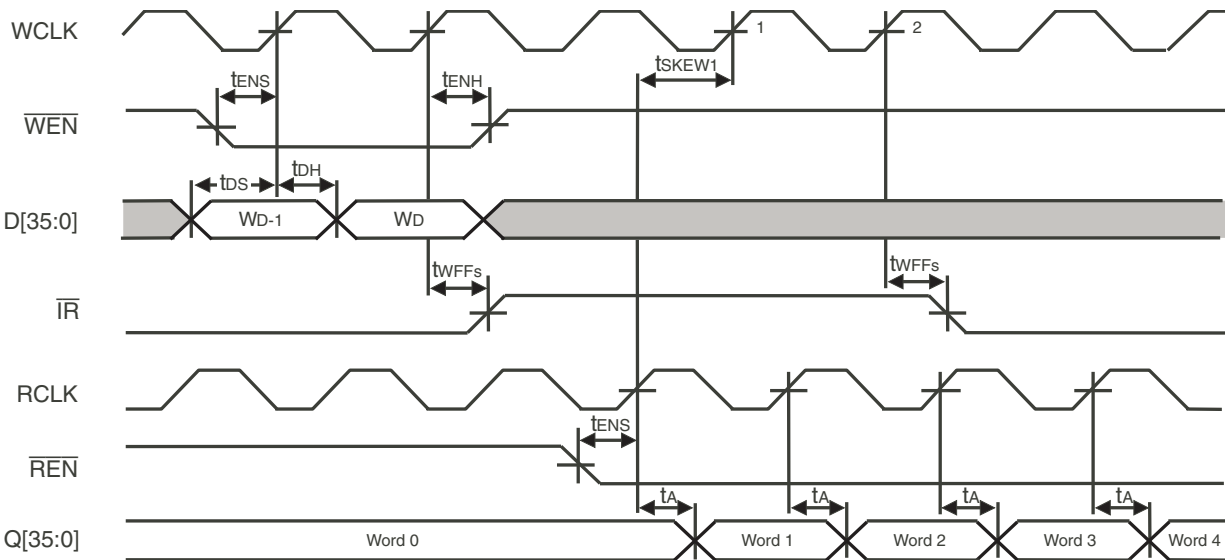 WCLK 1 2
tSKEW1
tENS tENH
WEN
tDS tDH
D[35:0] WD-1 WD
tWFFs tWFFs
IR
RCLK
tENS
REN
tA tA tA tA
Q[35:0] Word 0 Word 1 Word 2 Word 3 Word 4